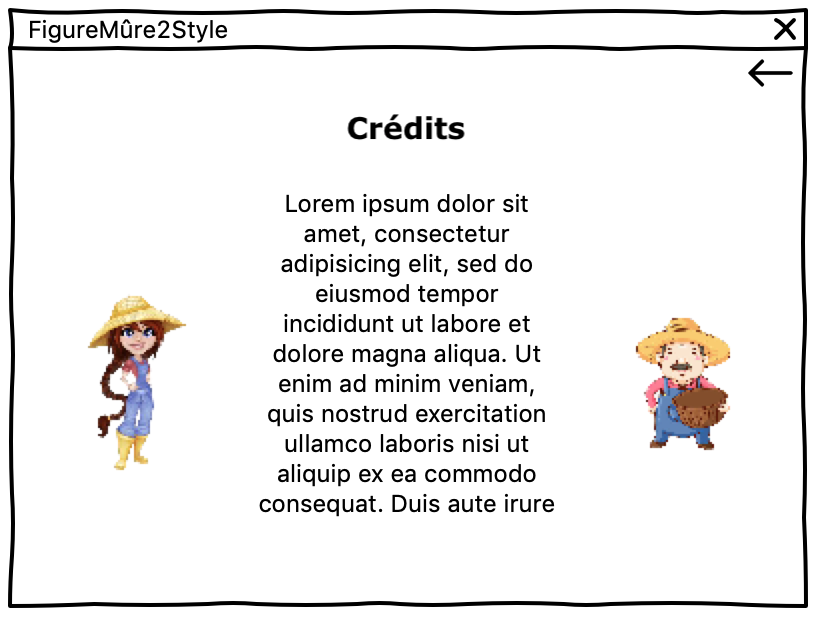 FigureMûre2Style
Crédits
Lorem ipsum dolor sit
amet, consectetur
adipisicing elit, sed do
eiusmod tempor
incididunt ut labore et
dolore magna aliqua. Ut
enim ad minim veniam,
quis nostrud exercitation
ullamco laboris nisi ut
aliquip ex ea commodo
consequat. Duis aute irure